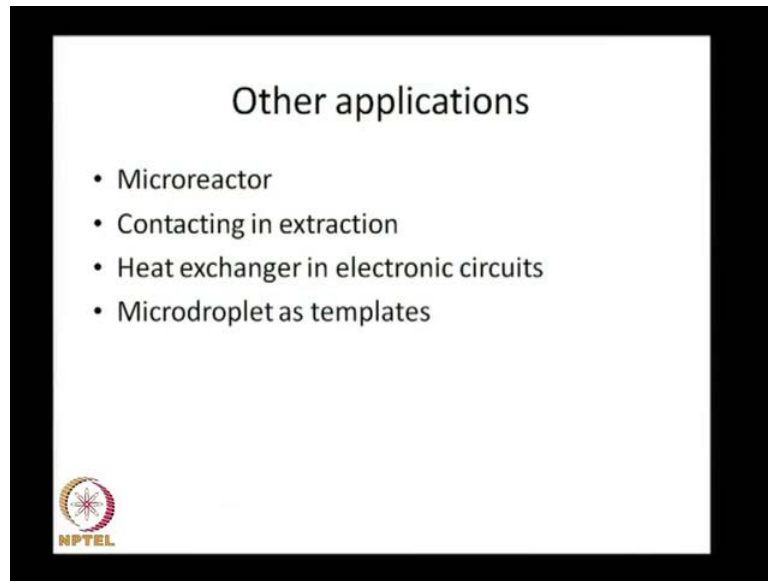 Other applications
• Microreactor
• Contacting in extraction
• Heat exchanger in electronic circuits
• Microdroplet as templates
NPTEL